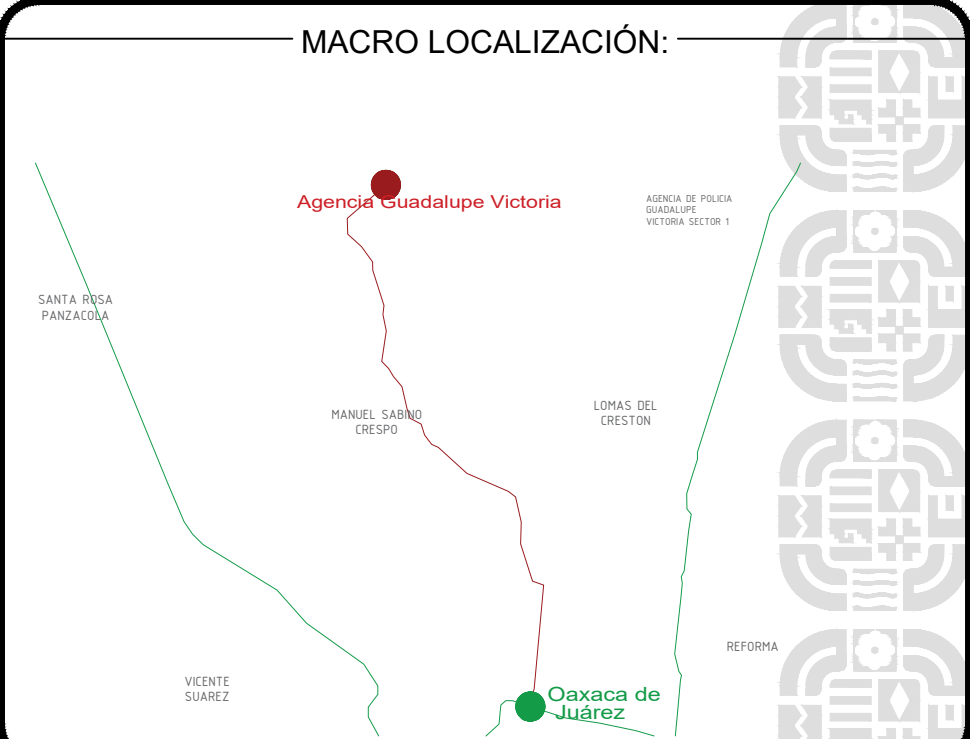 MACRO LOCALIZACIÓN:
Agencia Guadalupe Victoria
AGENCIA DE POLICIA
GUADALUPE
VICTORIA SECTOR 1
SANTA ROSA
PANZACOLA
MANUEL SABINO
CRESPO
LOMAS DEL
CRESTON
REFORMA
VICENTE
SUAREZ
Oaxaca de
Juárez